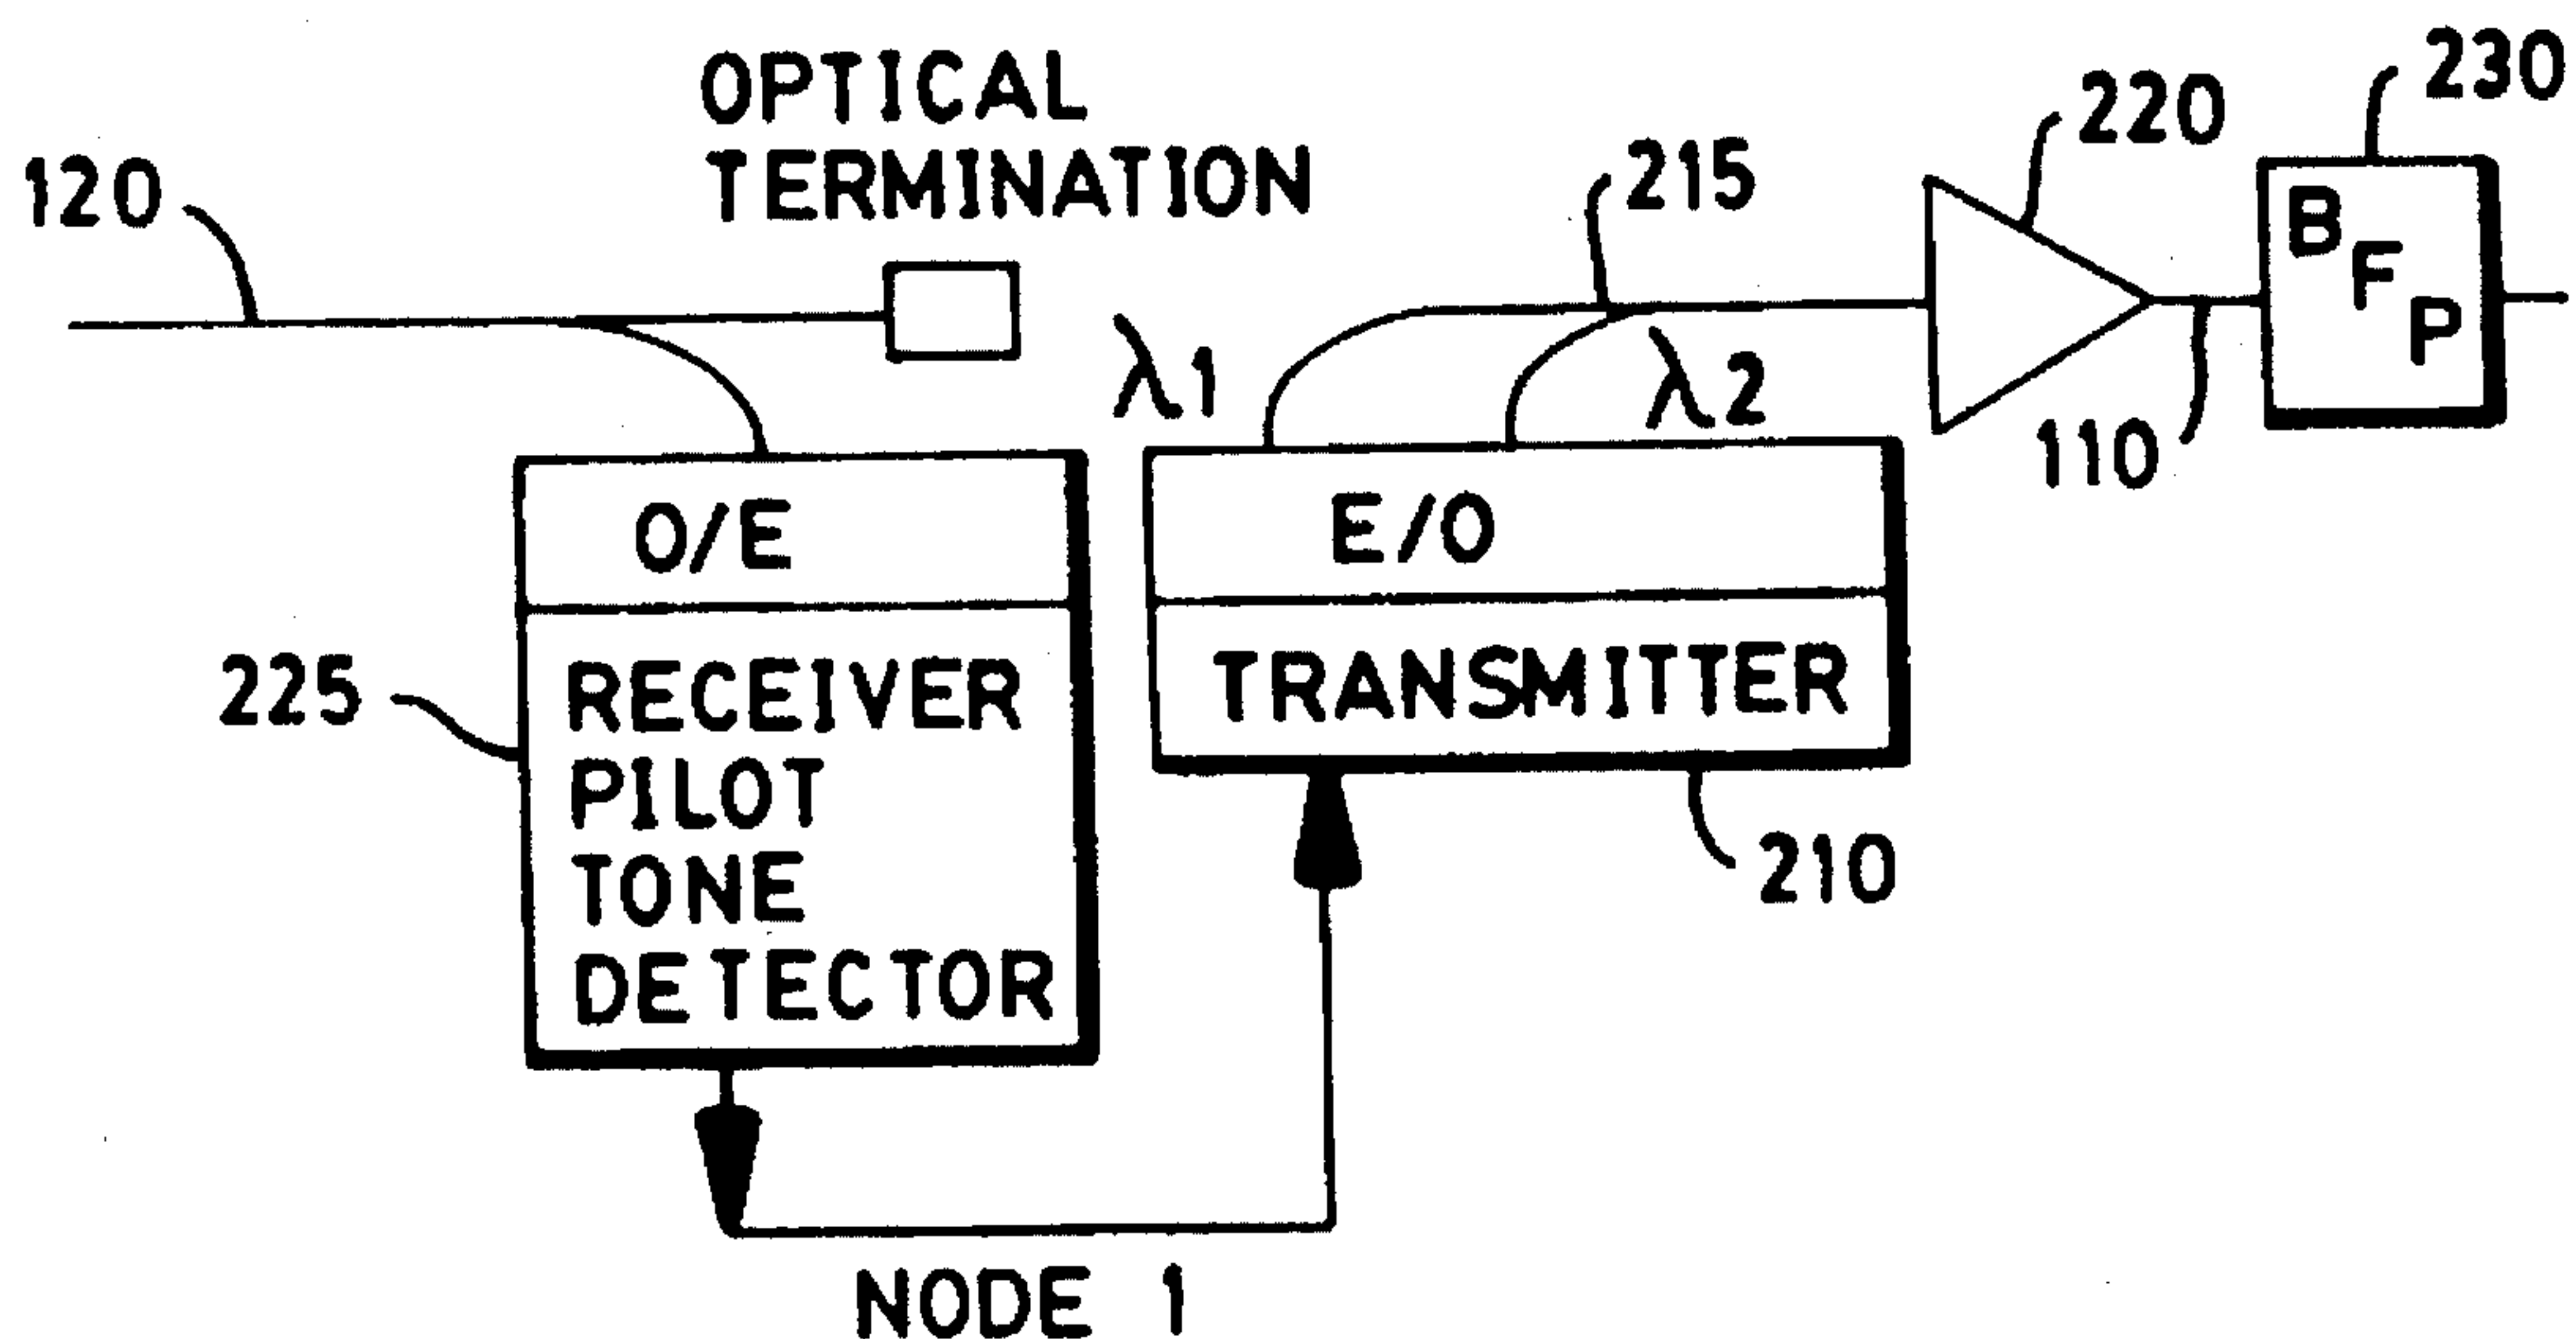 OPTICAL
TERMINATION
120
215
220
230
B
F
P
λ1
λ2
110
O/E
E/O
225
RECEIVER
PILOT
TONE
DETECTOR
TRANSMITTER
210
NODE 1